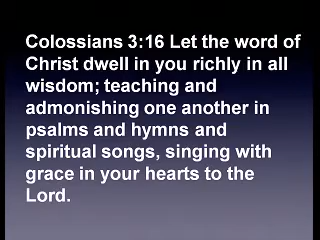 Colossians 3:16 Let the word of
Christ dwell in you richly in all
wisdom; teaching and
admonishing one another in
psalms and hymns and
spiritual songs, singing with
grace in your hearts to the
Lord.